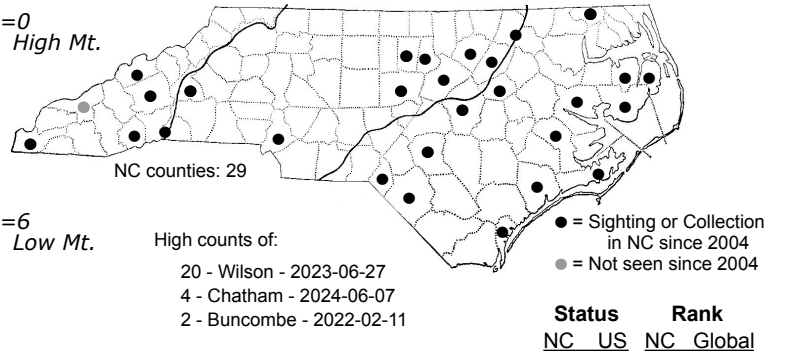 =0
High Mt.
NC counties: 29
=6
Low Mt.
High counts of:
20 - Wilson - 2023-06-27
4 - Chatham - 2024-06-07
2 - Buncombe - 2022-02-11
= Sighting or Collection
in NC since 2004
= Not seen since 2004
Status Rank
NC US NC Global